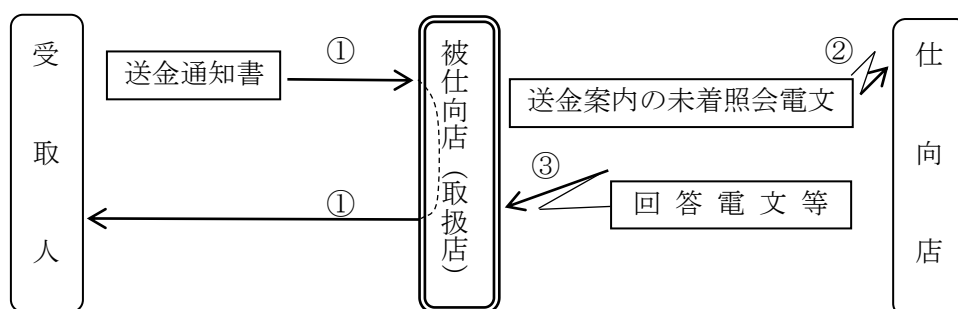 受取人
①
送金通知書
①
被仕向店（取扱店）
②
送金案内の未着照会電文
③
回答電文等
仕向店